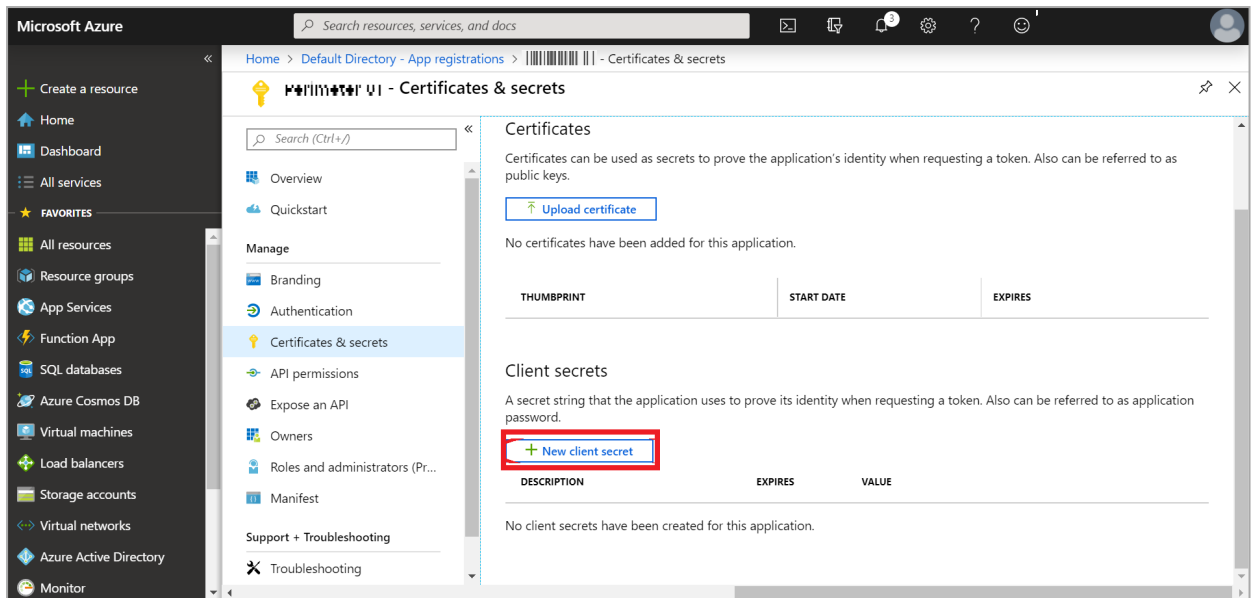 Microsoft Azure
Search resources, services, and docs
3
?
«
Home > Default Directory - App registrations > - Certificates & secrets
Create a resource
Home
Dashboard
All services
FAVORITES
All resources
Resource groups
App Services
Function App
SQL databases
Azure Cosmos DB
Virtual machines
Load balancers
Storage accounts
Virtual networks
Azure Active Directory
Monitor
- Certificates & secrets
Search (Ctrl+/)
«
Overview
Quickstart
Manage
Branding
Authentication
Certificates & secrets
API permissions
Expose an API
Owners
Roles and administrators (Pr...
Manifest
Support + Troubleshooting
Troubleshooting
Certificates
Certificates can be used as secrets to prove the application's identity when requesting a token. Also can be referred to as
public keys.
Upload certificate
No certificates have been added for this application.
THUMBPRINT START DATE EXPIRES
Client secrets
A secret string that the application uses to prove its identity when requesting a token. Also can be referred to as application
password.
New client secret
DESCRIPTION EXPIRES VALUE
No client secrets have been created for this application.